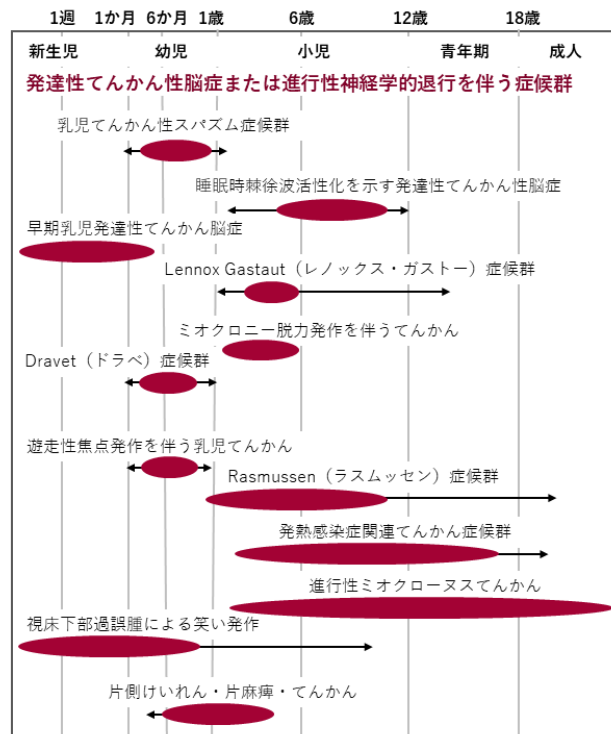 1週 1か月 6か月 1歳 6歳 12歳 18歳
新生児 幼児 小児 青年期 成人
発達性てんかん性脳症または進行性神経学的退行を伴う症候群
乳児てんかん性スパズム症候群
睡眠時棘徐波活性化を示す発達性てんかん性脳症
早期乳児発達性てんかん脳症
Lennox Gastaut（レノックス・ガストー）症候群
ミオクロニー脱力発作を伴うてんかん
Dravet（ドラベ）症候群
遊走性焦点発作を伴う乳児てんかん
Rasmussen（ラスムッセン）症候群
発熱感染症関連てんかん症候群
進行性ミオクローヌスてんかん
視床下部過誤腫による笑い発作
片側けいれん・片麻痺・てんかん